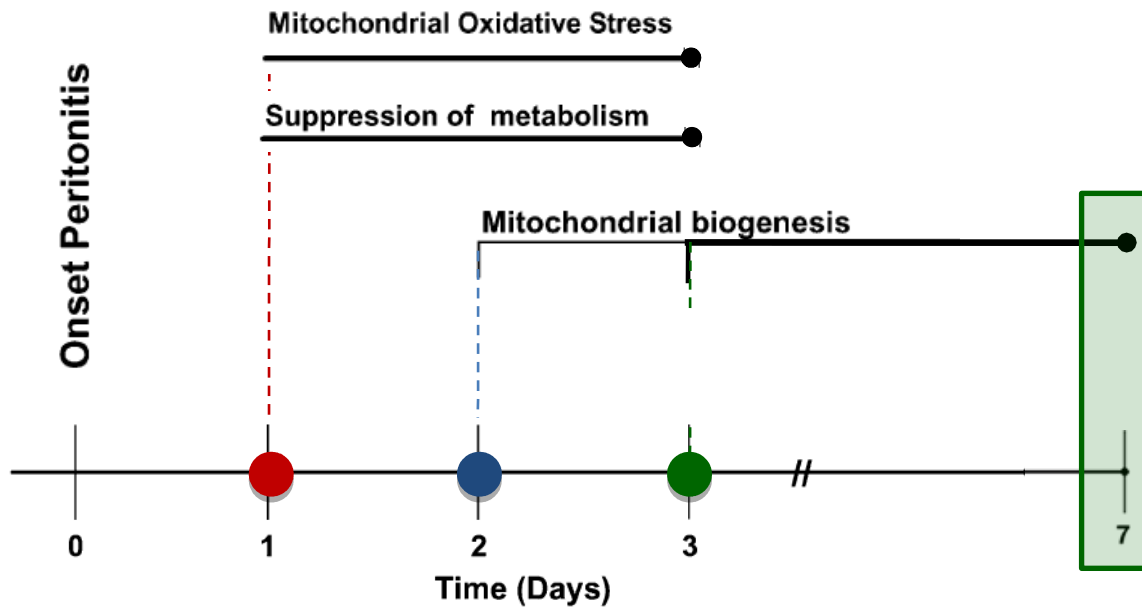 Mitochondrial Oxidative Stress
Suppression of metabolism
Onset Peritonitis
Mitochondrial biogenesis
//
0 1 2 3 7
Time (Days)